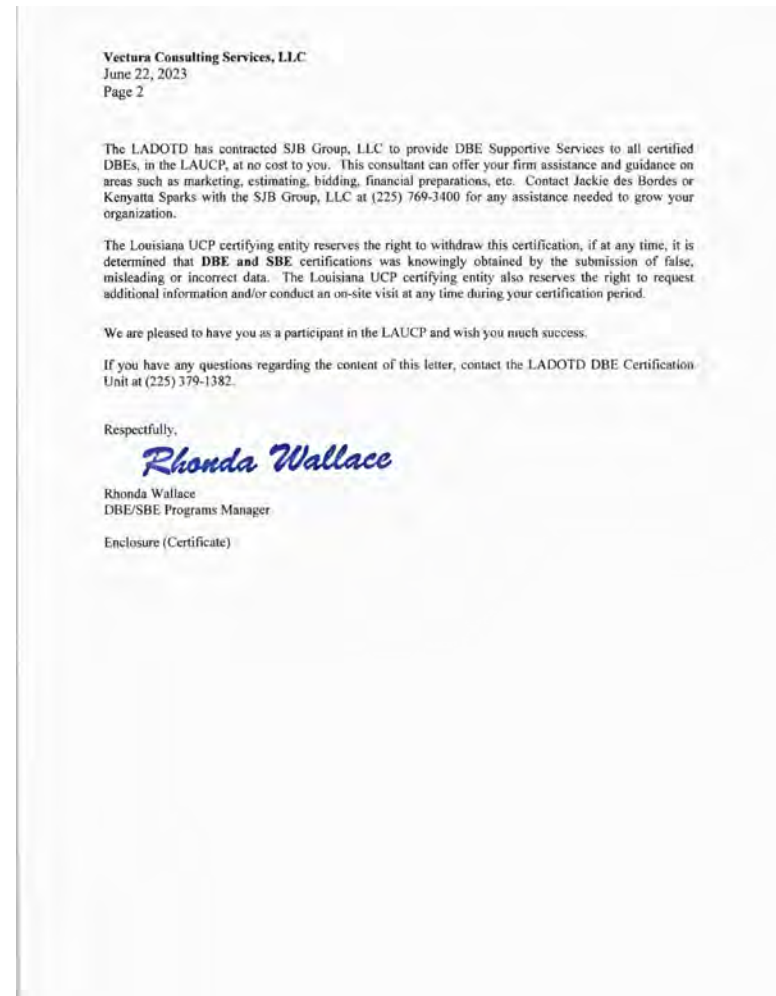 Vectura Consulting Services, LLC
June 22, 2023
Page 2
The LADOTD has contracted SJB Group, LLC to provide DBE Supportive Services to all certified
DBEs, in the LAUCP, at no cost to you. This consultant can offer your firm assistance and guidance on
areas such as marketing, estimating, bidding, financial preparations, etc. Contact Jackie des Bordes or
Kenyatta Sparks with the SJB Group, LLC at (225) 769-3400 for any assistance needed to grow your
organization.
The Louisiana UCP certifying entity reserves the right to withdraw this certification, if at any time, it is
determined that DBE and SBE certifications was knowingly obtained by the submission of false,
misleading or incorrect data. The Louisiana UCP certifying entity also reserves the right to request
additional information and/or conduct an on-site visit at any time during your certification period.
We are pleased to have you as a participant in the LAUCP and wish you much success.
If you have any questions regarding the content of this letter, contact the LADOTD DBE Certification
Unit at (225) 379-1382.
Respectfully,
Rhonda Wallace
Rhonda Wallace
DBE/SBE Programs Manager
Enclosure (Certificate)